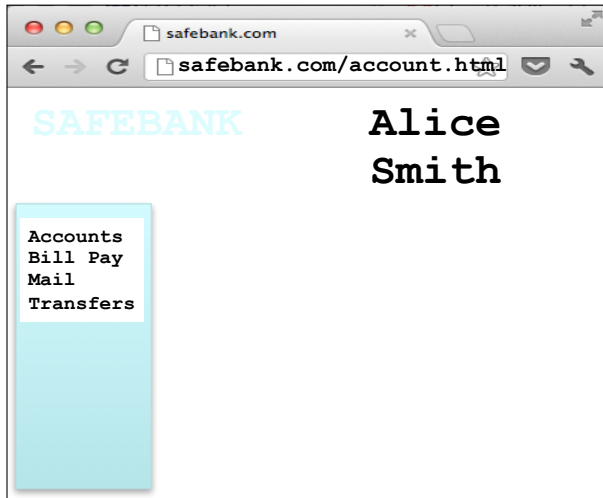 safebank.com
safebank.com/account.html
SAFEBANK
Alice
Smith
Accounts
Bill Pay
Mail
Transfers